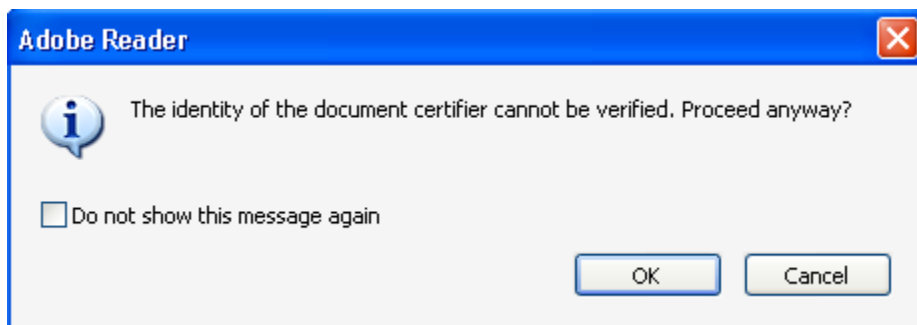 Adobe Reader
The identity of the document certifier cannot be verified. Proceed anyway?
Do not show this message again
OK
Cancel